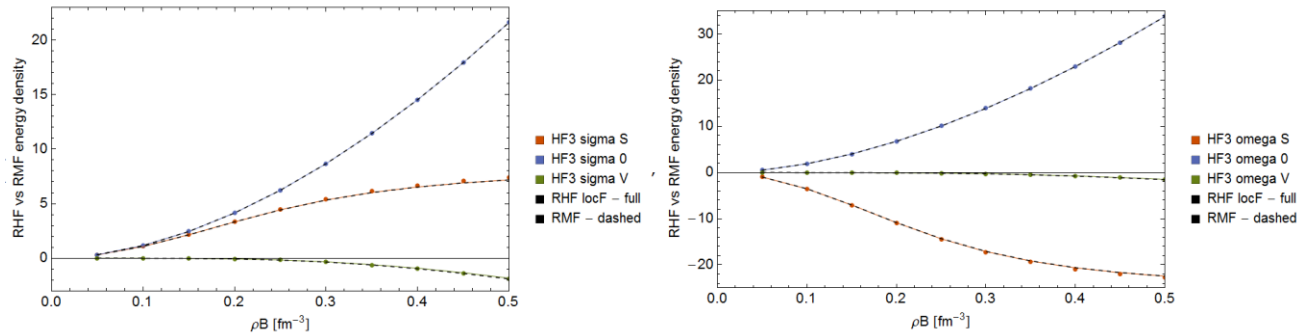 RHF vs RMF energy density
20
15
10
5
0
0.0 0.1 0.2 0.3 0.4 0.5
ρB [fm⁻³]
HF3 sigma S
HF3 sigma 0
HF3 sigma V
RHF locF – full
RMF – dashed
,
RHF vs RMF energy density
30
20
10
0
−10
−20
0.0 0.1 0.2 0.3 0.4 0.5
ρB [fm⁻³]
HF3 omega S
HF3 omega 0
HF3 omega V
RHF locF – full
RMF – dashed